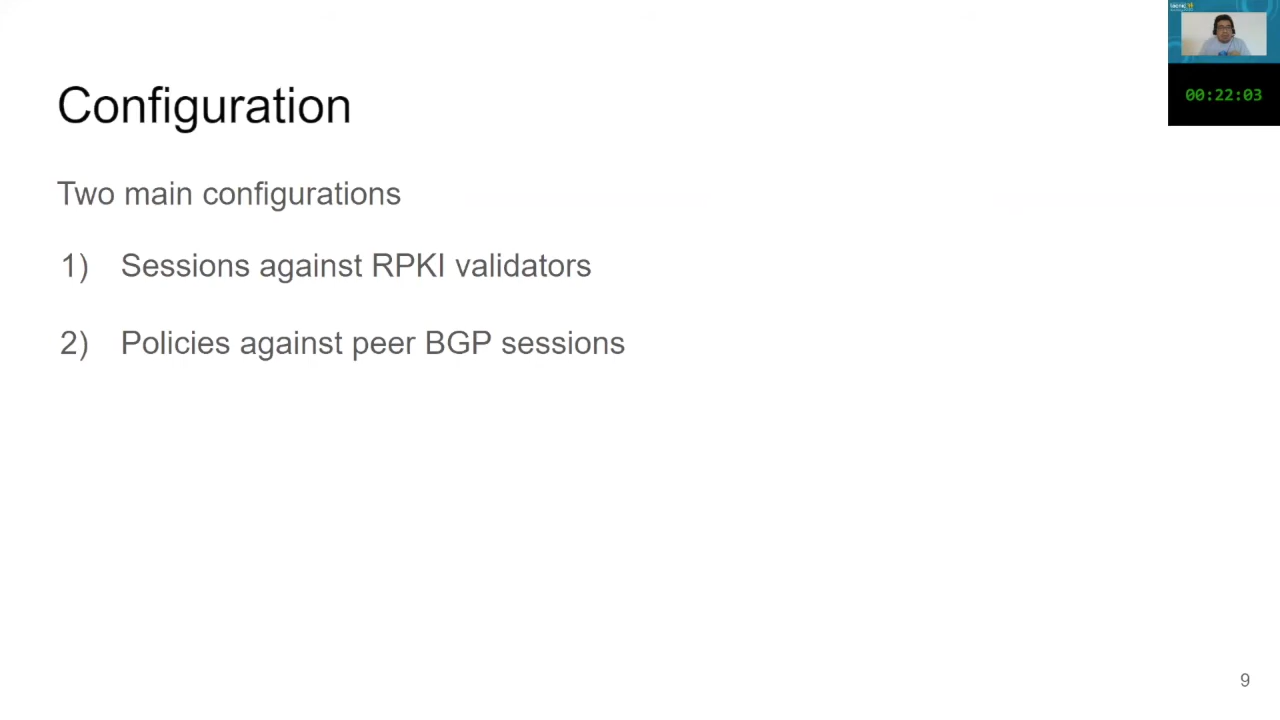 Configuration
Two main configurations
1) Sessions against RPKI validators
2) Policies against peer BGP sessions
00:22:03
9